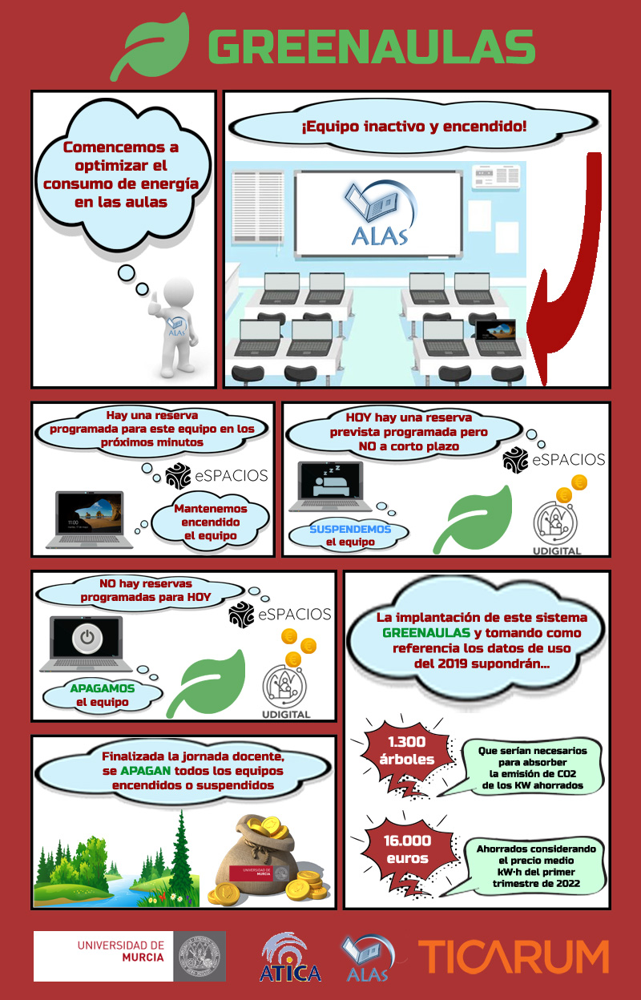 GREENAULAS
Comencemos a
optimizar el
consumo de energía
en las aulas
ALAs
¡Equipo inactivo y encendido!
ALAs
Hay una reserva
programada para este equipo en los
próximos minutos
eSPACIOS
11:00
Mantenemos
encendido
el equipo
HOY hay una reserva
prevista programada pero
NO a corto plazo
eSPACIOS
z z z
SUSPENDEMOS
el equipo
UDIGITAL
NO hay reservas
programadas para HOY
eSPACIOS
APAGAMOS
el equipo
UDIGITAL
La implantación de este sistema
GREENAULAS y tomando como
referencia los datos de uso
del 2019 supondrán...
1.300
árboles
Que serían necesarios
para absorber
la emisión de CO2
de los KW ahorrados
16.000
euros
Ahorrados considerando
el precio medio
kW·h del primer
trimestre de 2022
Finalizada la jornada docente,
se APAGAN todos los equipos
encendidos o suspendidos
UNIVERSIDAD DE
MURCIA
UNIVERSIDAD DE
MURCIA
ATICA
ALAs
TICARUM